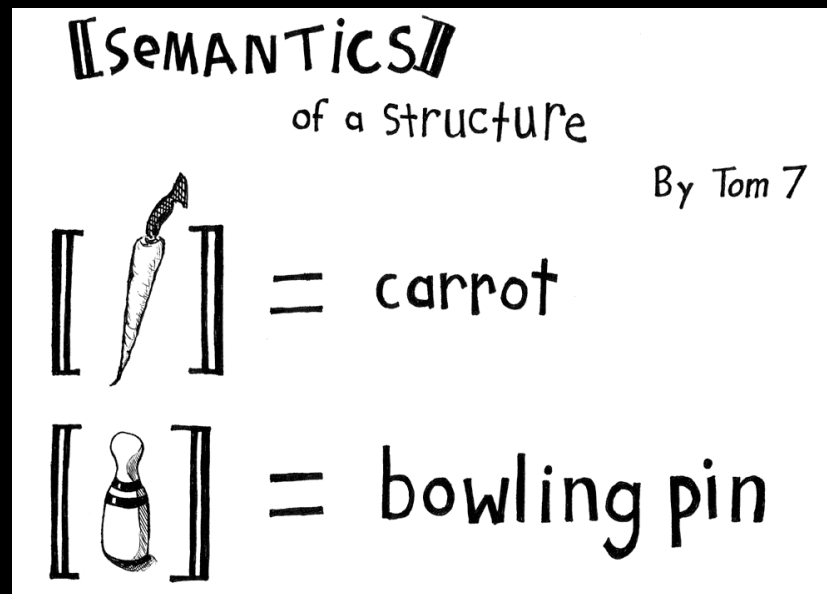 ⟦SeMANTiCS⟧
of a Structure
By Tom 7
⟦ ⟧ = carrot
⟦ ⟧ = bowling pin